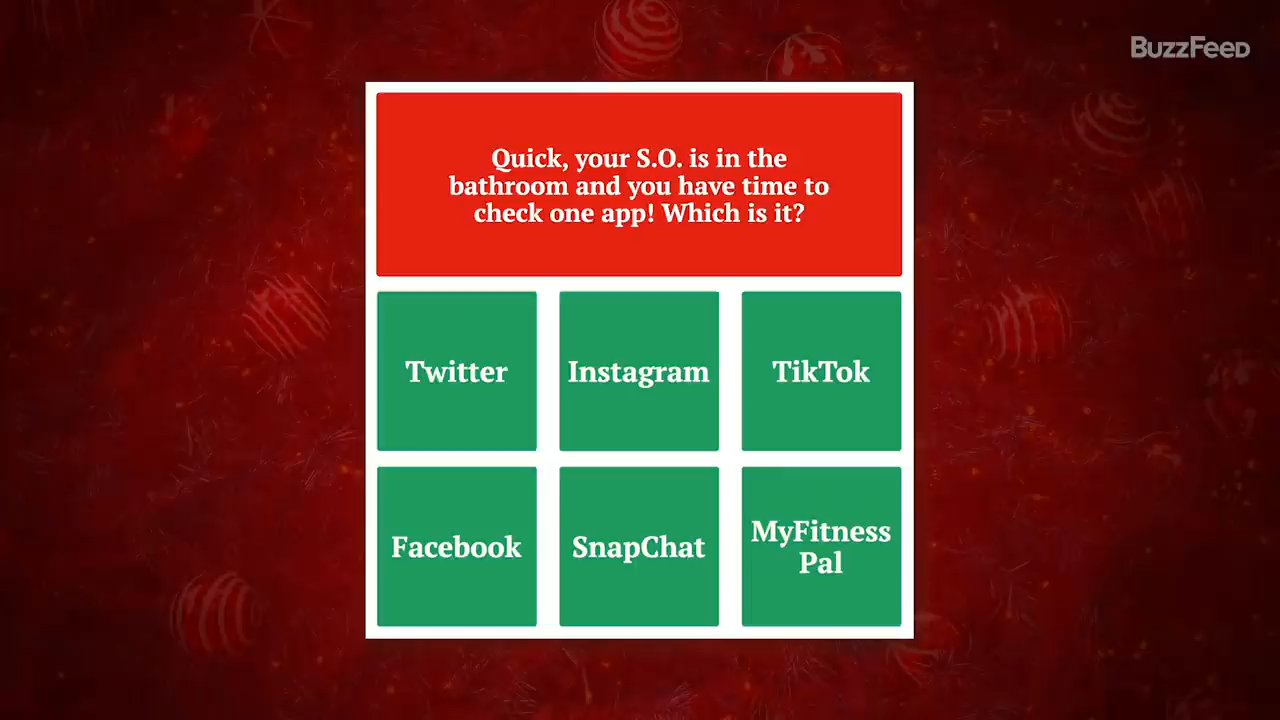 BuzzFeed
Quick, your S.O. is in the
bathroom and you have time to
check one app! Which is it?
Twitter
Instagram
TikTok
Facebook
SnapChat
MyFitness
Pal